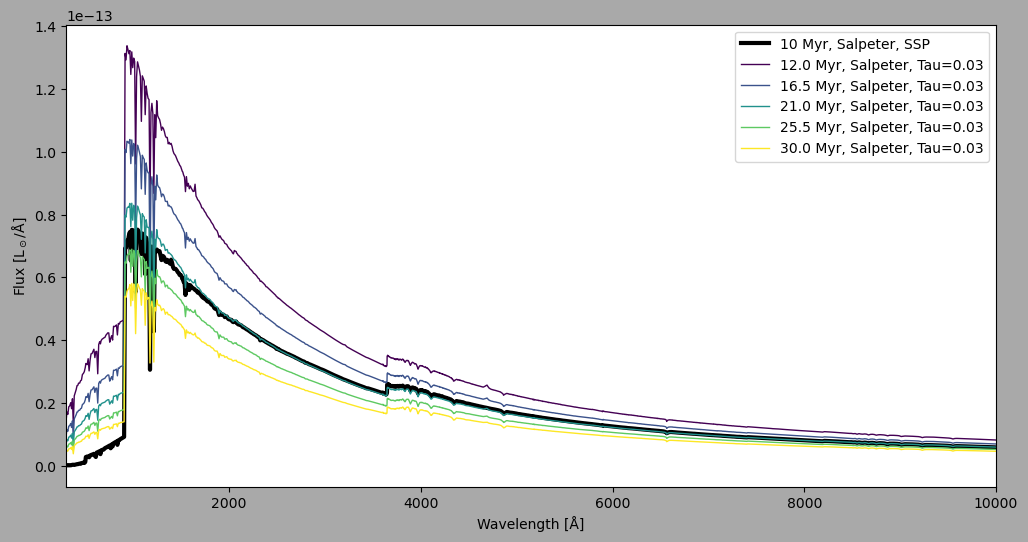 1e−13
1.4
1.2
1.0
0.8
0.6
0.4
0.2
0.0
Flux [L⊙/Å]
10 Myr, Salpeter, SSP
12.0 Myr, Salpeter, Tau=0.03
16.5 Myr, Salpeter, Tau=0.03
21.0 Myr, Salpeter, Tau=0.03
25.5 Myr, Salpeter, Tau=0.03
30.0 Myr, Salpeter, Tau=0.03
2000
4000
6000
8000
10000
Wavelength [Å]